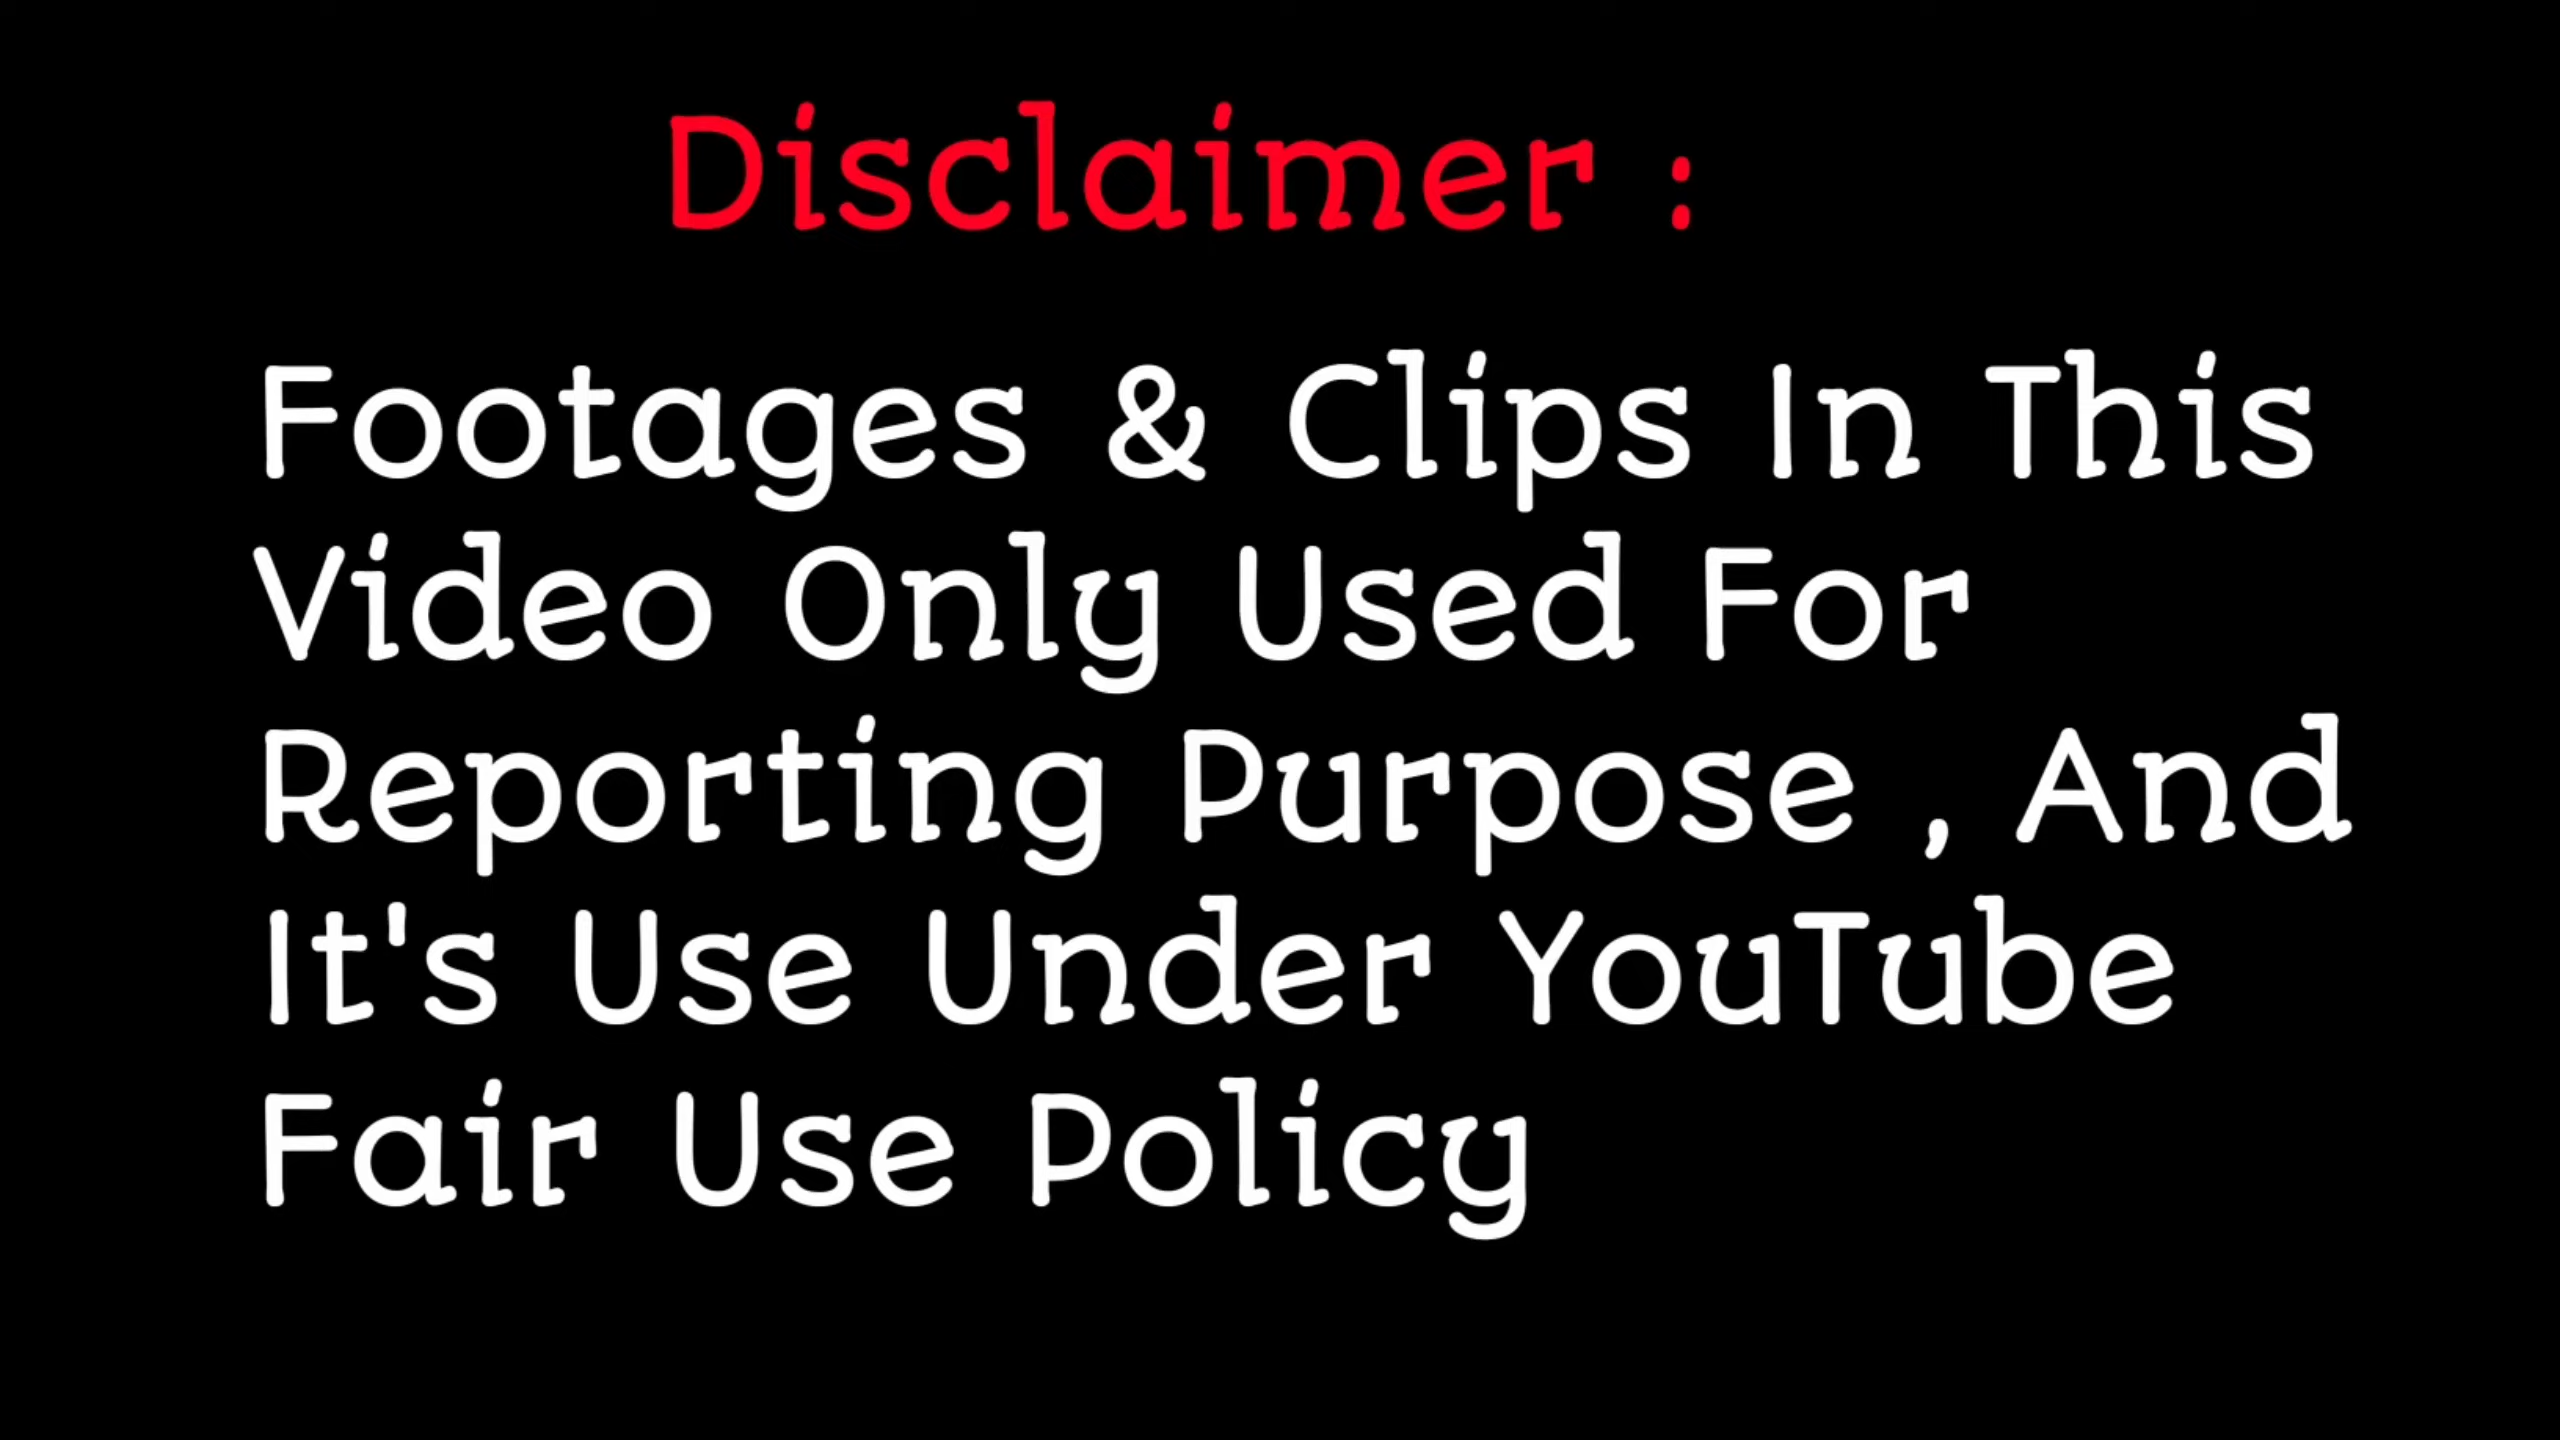 Disclaimer :
Footages & Clips In This
Video Only Used For
Reporting Purpose , And
It's Use Under YouTube
Fair Use Policy